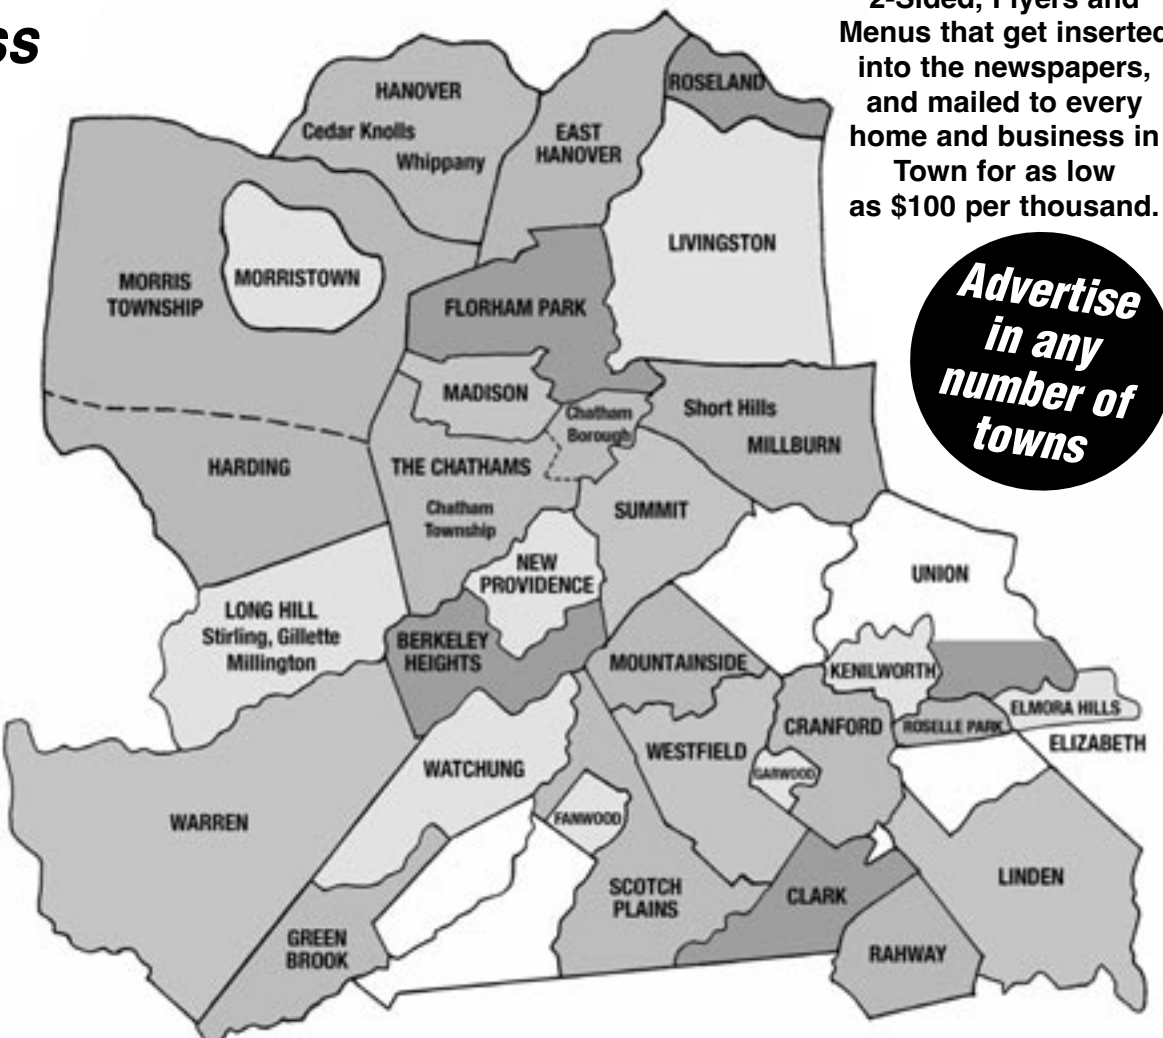 2-Sided, Flyers and
Menus that get inserted
into the newspapers,
and mailed to every
home and business in
Town for as low
as $100 per thousand.
Advertise
in any
number of
towns
HANOVER
Cedar Knolls
Whippany
EAST
HANOVER
ROSELAND
LIVINGSTON
MORRIS
TOWNSHIP
MORRISTOWN
FLORHAM PARK
MADISON
Chatham
Borough
Short Hills
MILLBURN
HARDING
THE CHATHAMS
Chatham
Township
SUMMIT
NEW
PROVIDENCE
UNION
LONG HILL
Stirling, Gillette
Millington
BERKELEY
HEIGHTS
MOUNTAINSIDE
KENILWORTH
ELMORA HILLS
ROSELLE PARK
ELIZABETH
CRANFORD
WESTFIELD
GARWOOD
WATCHUNG
FANWOOD
WARREN
SCOTCH
PLAINS
CLARK
LINDEN
GREEN
BROOK
RAHWAY